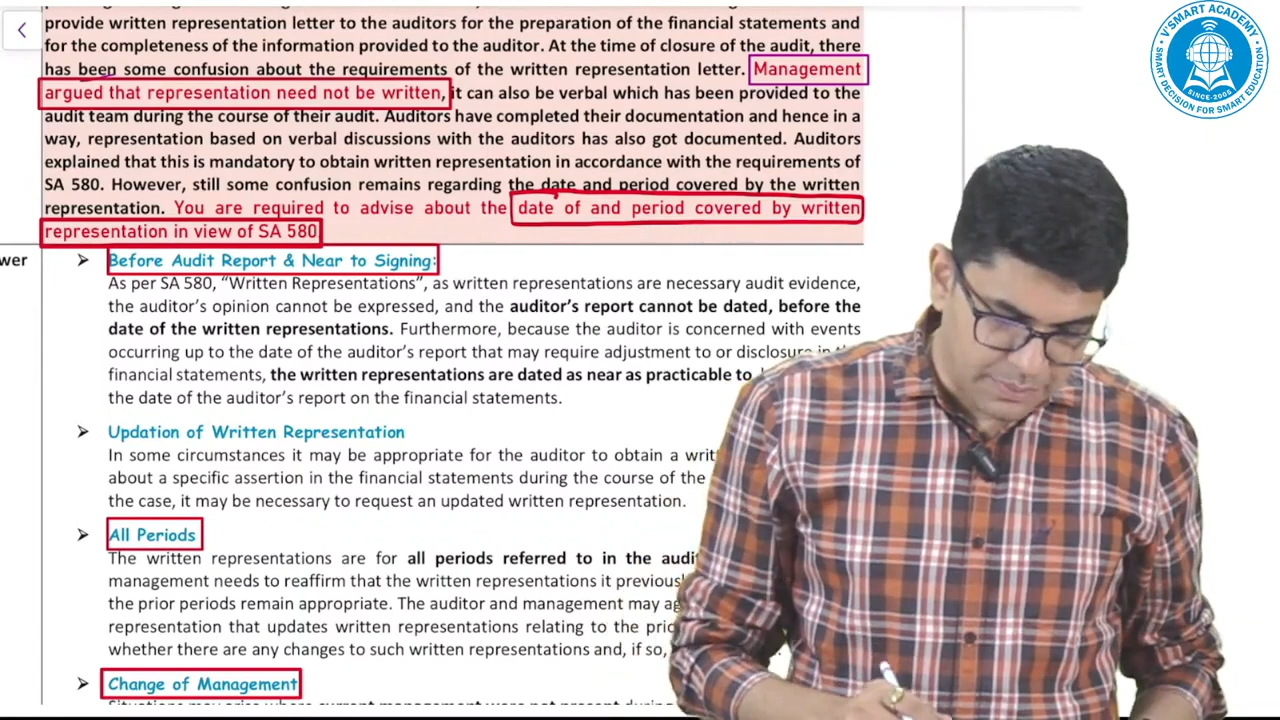 provide written representation letter to the auditors for the preparation of the financial statements and
for the completeness of the information provided to the auditor. At the time of closure of the audit, there
has been some confusion about the requirements of the written representation letter. Management
argued that representation need not be written, it can also be verbal which has been provided to the
audit team during the course of their audit. Auditors have completed their documentation and hence in a
way, representation based on verbal discussions with the auditors has also got documented. Auditors
explained that this is mandatory to obtain written representation in accordance with the requirements of
SA 580. However, still some confusion remains regarding the date and period covered by the written
representation. You are required to advise about the date of and period covered by written
representation in view of SA 580
wer
➢ Before Audit Report & Near to Signing:
As per SA 580, “Written Representations”, as written representations are necessary audit evidence,
the auditor’s opinion cannot be expressed, and the auditor’s report cannot be dated, before the
date of the written representations. Furthermore, because the auditor is concerned with events
occurring up to the date of the auditor’s report that may require adjustment to or disclosure in
financial statements, the written representations are dated as near as practicable to
the date of the auditor’s report on the financial statements.
➢ Updation of Written Representation
In some circumstances it may be appropriate for the auditor to obtain a
about a specific assertion in the financial statements during the course of the
the case, it may be necessary to request an updated written representation.
➢ All Periods
The written representations are for all periods referred to in the
management needs to reaffirm that the written representations it
the prior periods remain appropriate. The auditor and management may
representation that updates written representations relating to the
whether there are any changes to such written representations and, if so,
➢ Change of Management
V'SMART ACADEMY
SINCE-2005
SMART DECISION FOR SMART EDUCATION